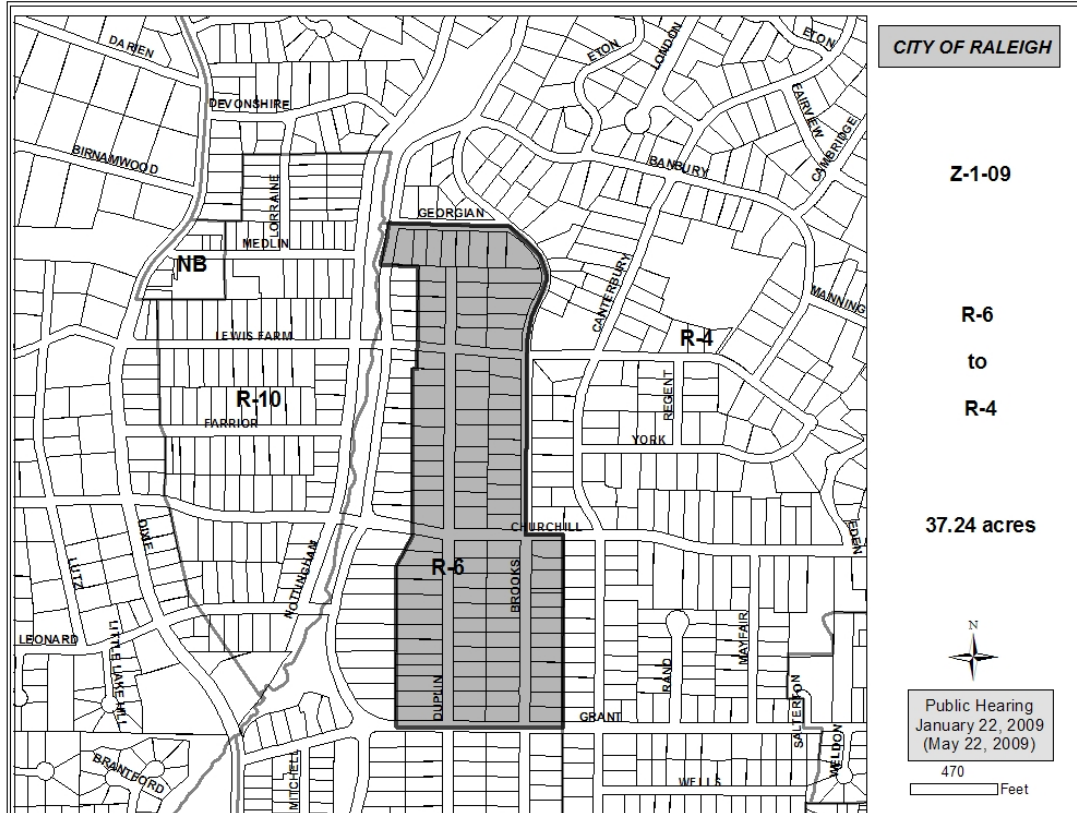 CITY OF RALEIGH
Z-1-09
R-6
to
R-4
37.24 acres
N
Public Hearing
January 22, 2009
(May 22, 2009)
470
Feet
DARIEN
ETON
LONDON
ETON
DEVONSHIRE
FAIRVIEW
CAMBRIDGE
BIRNAMWOOD
BANBURY
LORRAINE
GEORGIAN
MEDLIN
NB
CANTERBURY
MANNING
LEWIS FARM
R-4
REGENT
R-10
FARRIOR
YORK
CHURCHILL
EDEN
DIXIE
LUTZ
NOTTINGHAM
R-6
BROOKS
LEONARD
LITTLE LAKE HILL
MAYFAIR
RAND
DUPLIN
GRANT
SALTERTON
WELDON
BRANTFORD
MITCHELL
WELLS